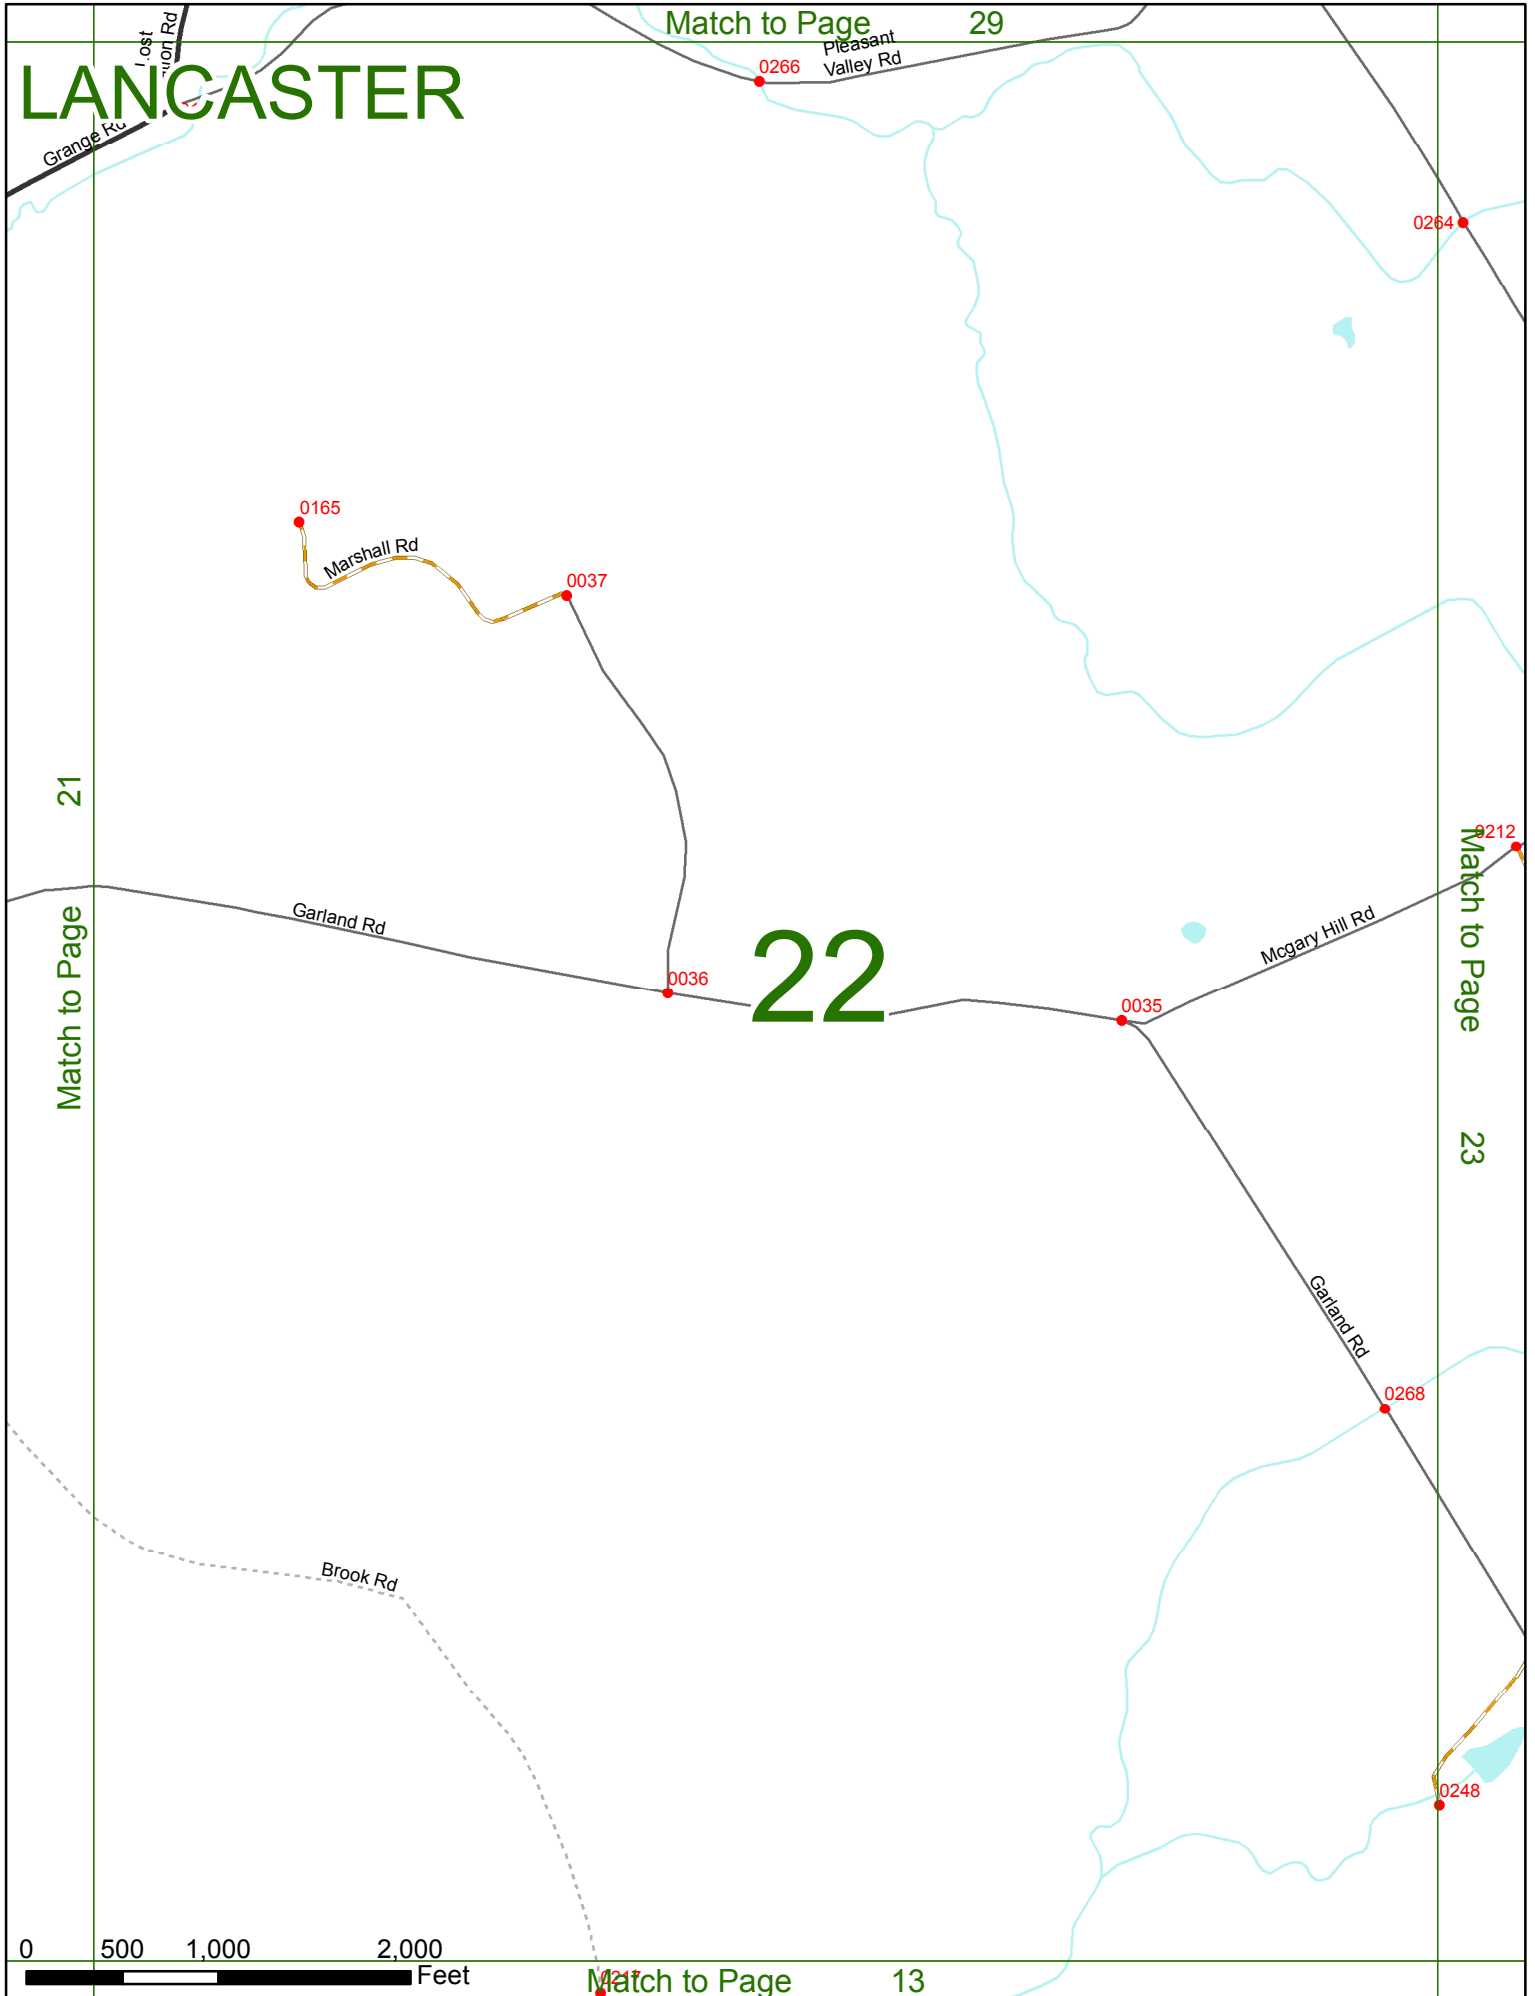 Match to Page 29
Lost
Pleasant
Valley Rd
0266
LANCASTER
Grange Rd
0264
0165
Marshall Rd
0037
21
Match to Page
0212
Match to Page
23
Garland Rd
Mcgary Hill Rd
22
0036
0035
Garland Rd
0268
Brook Rd
0248
0 500 1,000 2,000
Feet
0217
Match to Page 13